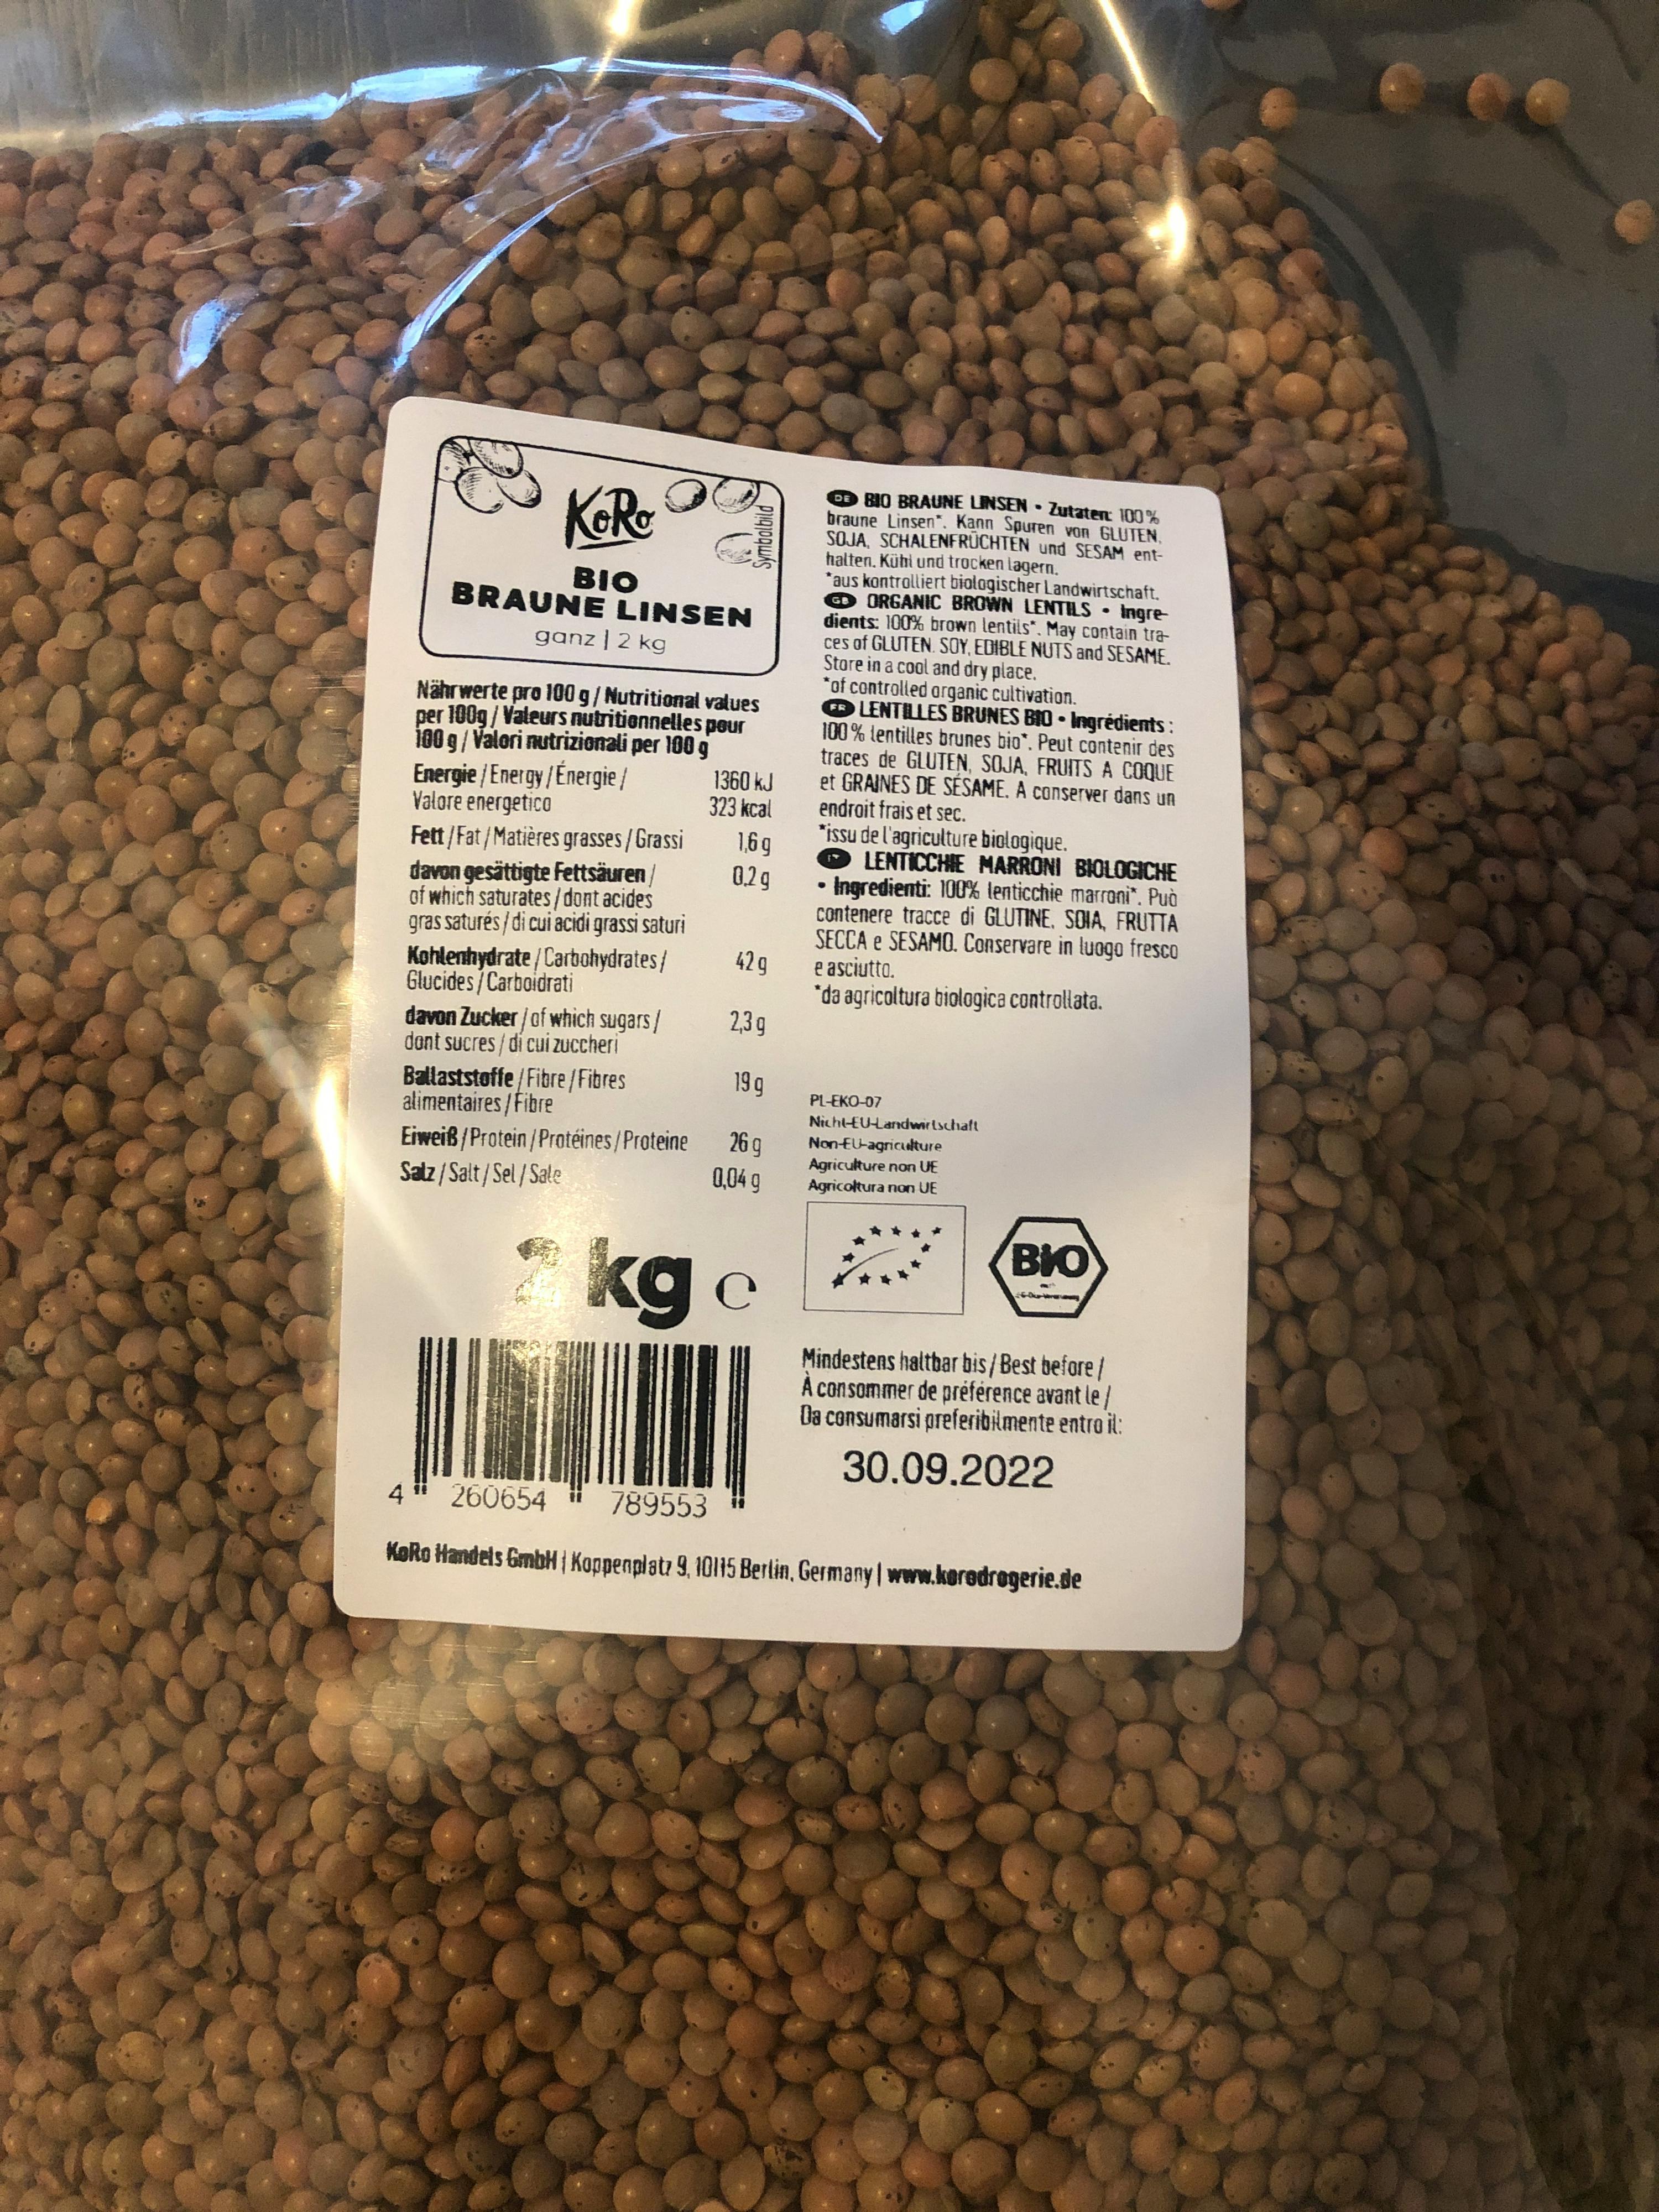 KoRo
Symbolbild
BIO
BRAUNE LINSEN
ganz | 2 kg
Nährwerte pro 100 g / Nutritional values
per 100g / Valeurs nutritionnelles pour
100 g / Valori nutrizionali per 100 g
Energie / Energy / Énergie / 1360 kJ
Valore energetico 323 kcal
Fett / Fat / Matières grasses / Grassi 1,6 g
davon gesättigte Fettsäuren / 0,2 g
of which saturates / dont acides
gras saturés / di cui acidi grassi saturi
Kohlenhydrate / Carbohydrates / 42 g
Glucides / Carboidrati
davon Zucker / of which sugars / 2,3 g
dont sucres / di cui zuccheri
Ballaststoffe / Fibre / Fibres 19 g
alimentaires / Fibre
Eiweiß / Protein / Protéines / Proteine 26 g
Salz / Salt / Sel / Sale 0,04 g
2 kg e
4 260654 789553
DE BIO BRAUNE LINSEN • Zutaten: 100%
braune Linsen*. Kann Spuren von GLUTEN,
SOJA, SCHALENFRÜCHTEN und SESAM ent-
halten. Kühl und trocken lagern.
*aus kontrolliert biologischer Landwirtschaft.
ORGANIC BROWN LENTILS • Ingre-
dients: 100% brown lentils*. May contain tra-
ces of GLUTEN, SOY, EDIBLE NUTS and SESAME.
Store in a cool and dry place.
*of controlled organic cultivation.
FR LENTILLES BRUNES BIO • Ingrédients :
100% lentilles brunes bio*. Peut contenir des
traces de GLUTEN, SOJA, FRUITS A COQUE
et GRAINES DE SÉSAME. A conserver dans un
endroit frais et sec.
*issu de l'agriculture biologique.
LENTICCHIE MARRONI BIOLOGICHE
• Ingredienti: 100% lenticchie marroni*. Può
contenere tracce di GLUTINE, SOIA, FRUTTA
SECCA e SESAMO. Conservare in luogo fresco
e asciutto.
*da agricoltura biologica controllata.
PL-EKO-07
Nicht-EU-Landwirtschaft
Non-EU-agriculture
Agriculture non UE
Agricoltura non UE
BIO
Mindestens haltbar bis / Best before /
À consommer de préférence avant le /
Da consumarsi preferibilmente entro il:
30.09.2022
KoRo Handels GmbH | Koppenplatz 9, 10115 Berlin, Germany | www.korodrogerie.de